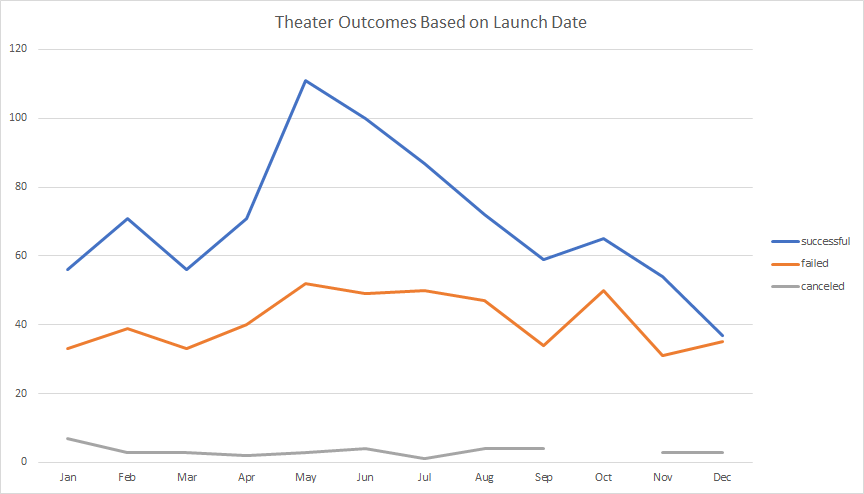 Theater Outcomes Based on Launch Date
120
100
80
60
40
20
0
Jan Feb Mar Apr May Jun Jul Aug Sep Oct Nov Dec
successful
failed
canceled